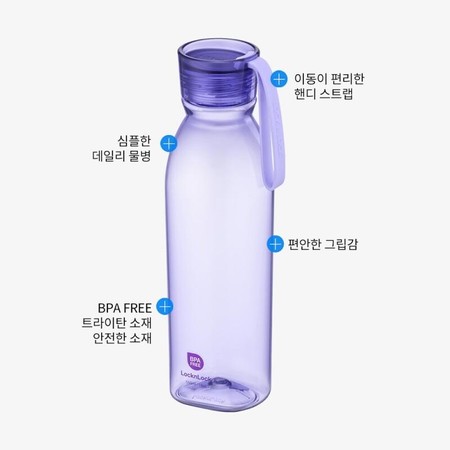 이동이 편리한
핸디 스트랩
심플한
데일리 물병
편안한 그립감
BPA FREE
트라이탄 소재
안전한 소재
BPA
FREE
LocknLock